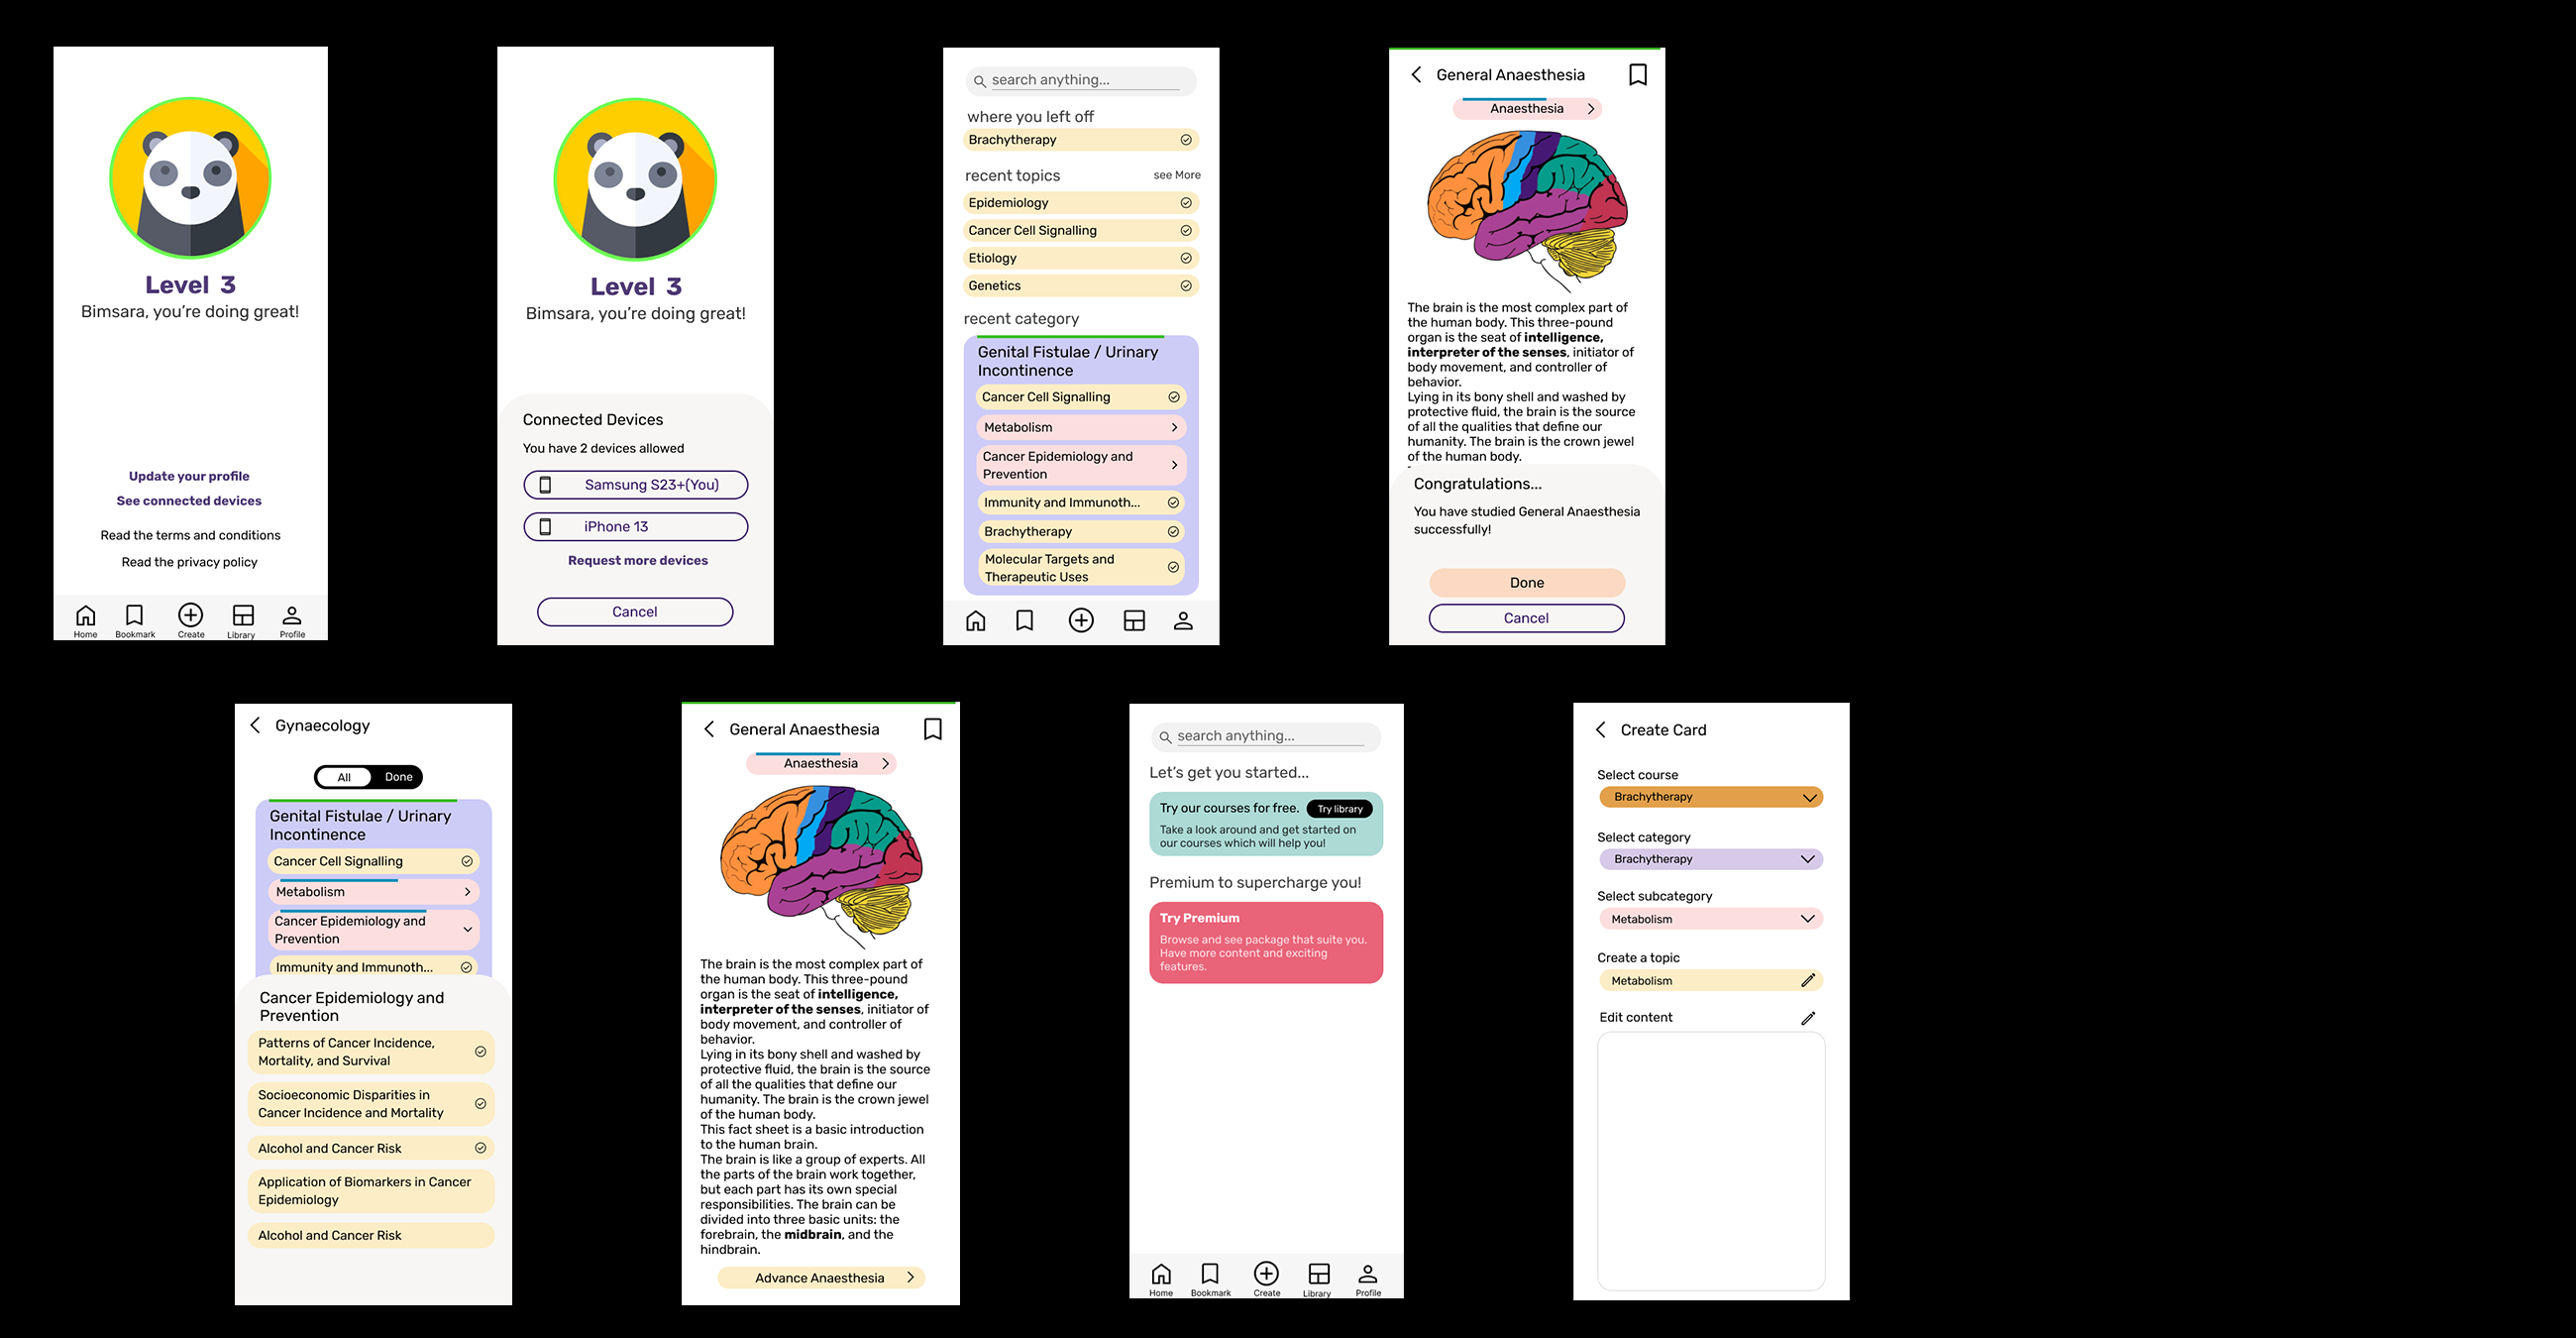 Level 3
Bimsara, you're doing great!
Update your profile
See connected devices
Read the terms and conditions
Read the privacy policy
Home
Bookmark
Create
Library
Profile
Level 3
Bimsara, you're doing great!
Connected Devices
You have 2 devices allowed
Samsung S23+(You)
iPhone 13
Request more devices
Cancel
search anything...
where you left off
Brachytherapy
recent topics
see More
Epidemiology
Cancer Cell Signalling
Etiology
Genetics
recent category
Genital Fistulae / Urinary
Incontinence
Cancer Cell Signalling
Metabolism
Cancer Epidemiology and
Prevention
Immunity and Immunoth...
Brachytherapy
Molecular Targets and
Therapeutic Uses
General Anaesthesia
Anaesthesia
The brain is the most complex part of
the human body. This three-pound
organ is the seat of intelligence,
interpreter of the senses, initiator of
body movement, and controller of
behavior.
Lying in its bony shell and washed by
protective fluid, the brain is the source
of all the qualities that define our
humanity. The brain is the crown jewel
of the human body.
Congratulations...
You have studied General Anaesthesia
successfully!
Done
Cancel
Gynaecology
All
Done
Genital Fistulae / Urinary
Incontinence
Cancer Cell Signalling
Metabolism
Cancer Epidemiology and
Prevention
Immunity and Immunoth...
Cancer Epidemiology and
Prevention
Patterns of Cancer Incidence,
Mortality, and Survival
Socioeconomic Disparities in
Cancer Incidence and Mortality
Alcohol and Cancer Risk
Application of Biomarkers in Cancer
Epidemiology
Alcohol and Cancer Risk
General Anaesthesia
Anaesthesia
The brain is the most complex part of
the human body. This three-pound
organ is the seat of intelligence,
interpreter of the senses, initiator of
body movement, and controller of
behavior.
Lying in its bony shell and washed by
protective fluid, the brain is the source
of all the qualities that define our
humanity. The brain is the crown jewel
of the human body.
This fact sheet is a basic introduction
to the human brain.
The brain is like a group of experts. All
the parts of the brain work together,
but each part has its own special
responsibilities. The brain can be
divided into three basic units: the
forebrain, the midbrain, and the
hindbrain.
Advance Anaesthesia
search anything...
Let's get you started...
Try our courses for free.
Try library
Take a look around and get started on
our courses which will help you!
Premium to supercharge you!
Try Premium
Browse and see package that suite you.
Have more content and exciting
features.
Home
Bookmark
Create
Library
Profile
Create Card
Select course
Brachytherapy
Select category
Brachytherapy
Select subcategory
Metabolism
Create a topic
Metabolism
Edit content